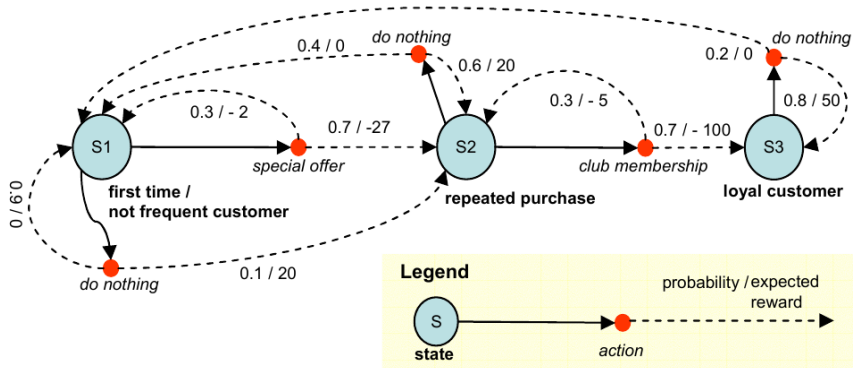 do nothing
0.4 / 0
do nothing
0.2 / 0
0.6 / 20
0.3 / - 2
0.3 / - 5
0.8 / 50
S1
0.7 / -27
S2
0.7 / - 100
S3
special offer
club membership
first time /
not frequent customer
repeated purchase
loyal customer
0.9 / 0
0.1 / 20
do nothing
Legend
probability / expected
reward
S
state
action